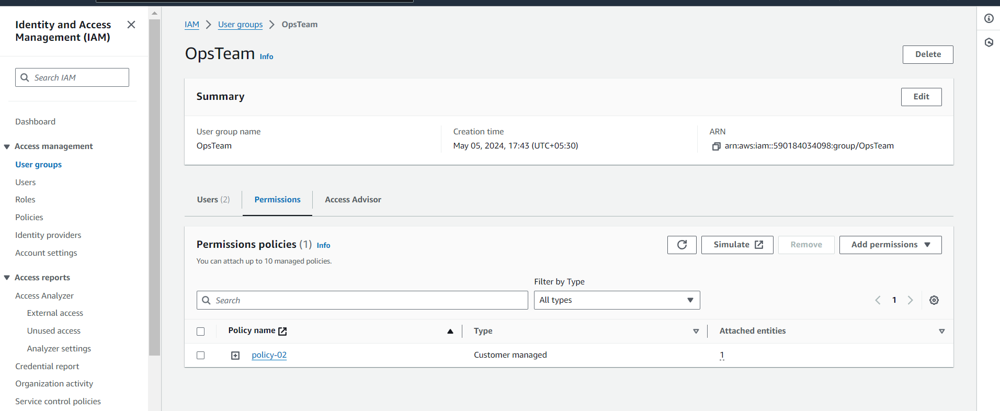 Identity and Access
Management (IAM)
Search IAM
Dashboard
Access management
User groups
Users
Roles
Policies
Identity providers
Account settings
Access reports
Access Analyzer
External access
Unused access
Analyzer settings
Credential report
Organization activity
Service control policies
IAM
User groups
OpsTeam
OpsTeam Info
Delete
Summary
Edit
User group name
OpsTeam
Creation time
May 05, 2024, 17:43 (UTC+05:30)
ARN
arn:aws:iam::590184034098:group/OpsTeam
Users (2)
Permissions
Access Advisor
Permissions policies (1) Info
You can attach up to 10 managed policies.
Simulate
Remove
Add permissions
Filter by Type
Search
All types
1
Policy name
Type
Attached entities
policy-02
Customer managed
1